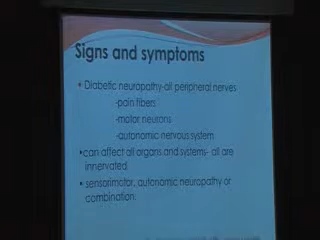 Signs and symptoms
• Diabetic neuropathy-all peripheral nerves
-pain fibers
-motor neurons
-autonomic nervous system
•can affect all organs and systems- all are
innervated
• sensorimotor, autonomic neuropathy or
combination.